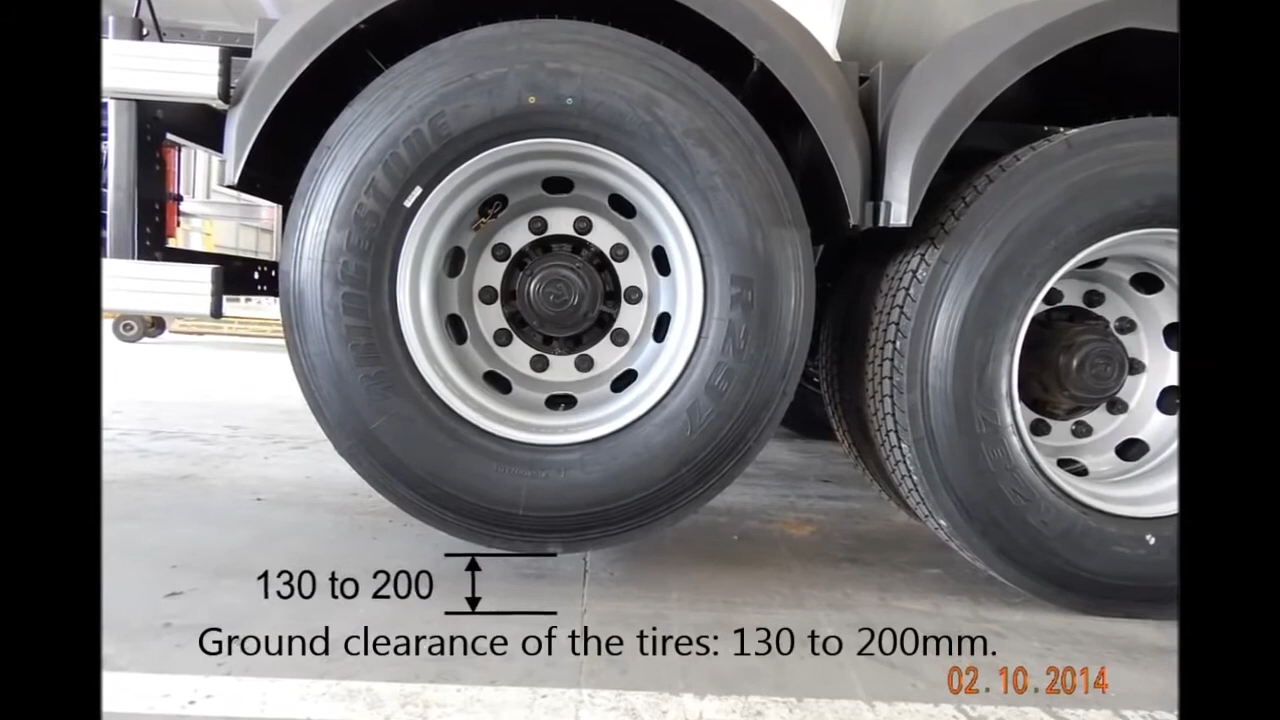 BRIDGESTONE
R297
130 to 200
Ground clearance of the tires: 130 to 200mm.
02.10.2014